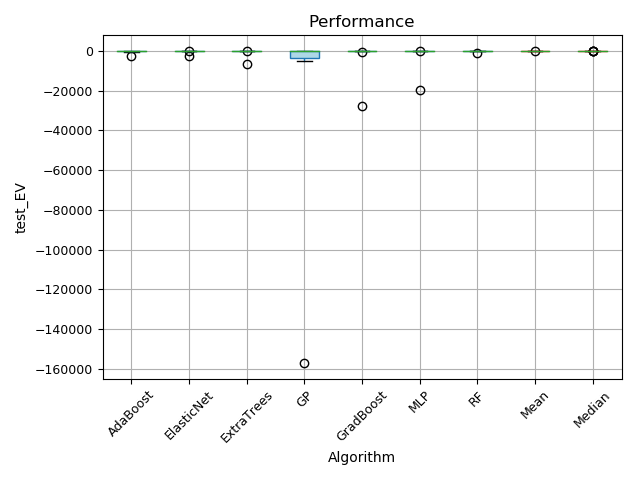 Performance
0
−20000
−40000
−60000
−80000
−100000
−120000
−140000
−160000
test_EV
AdaBoost
ElasticNet
ExtraTrees
GP
GradBoost
MLP
RF
Mean
Median
Algorithm